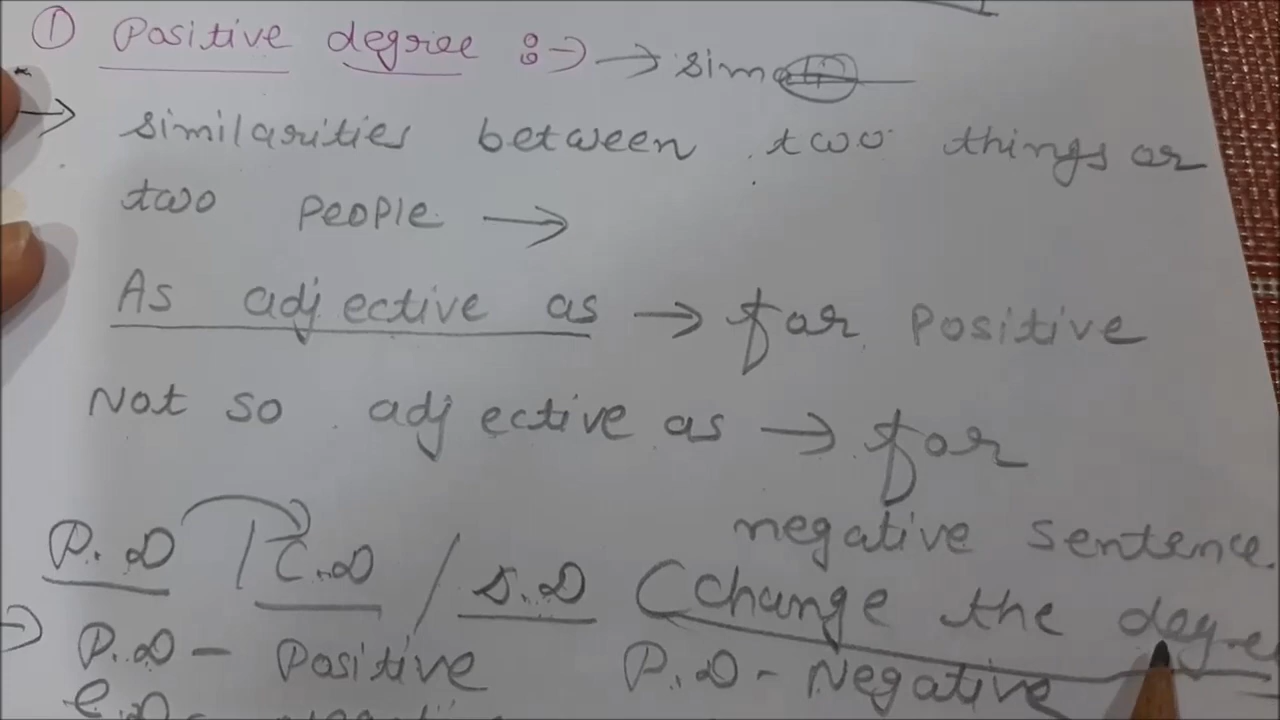 ① Positive degree :-) → sim
→ similarities between two things or
two people →
As adjective as → for positive
Not so adjective as → for
negative sentence.
P.D / C.D / S.D (change the degre
→ P.D - Positive P.D - Negative
C.D -